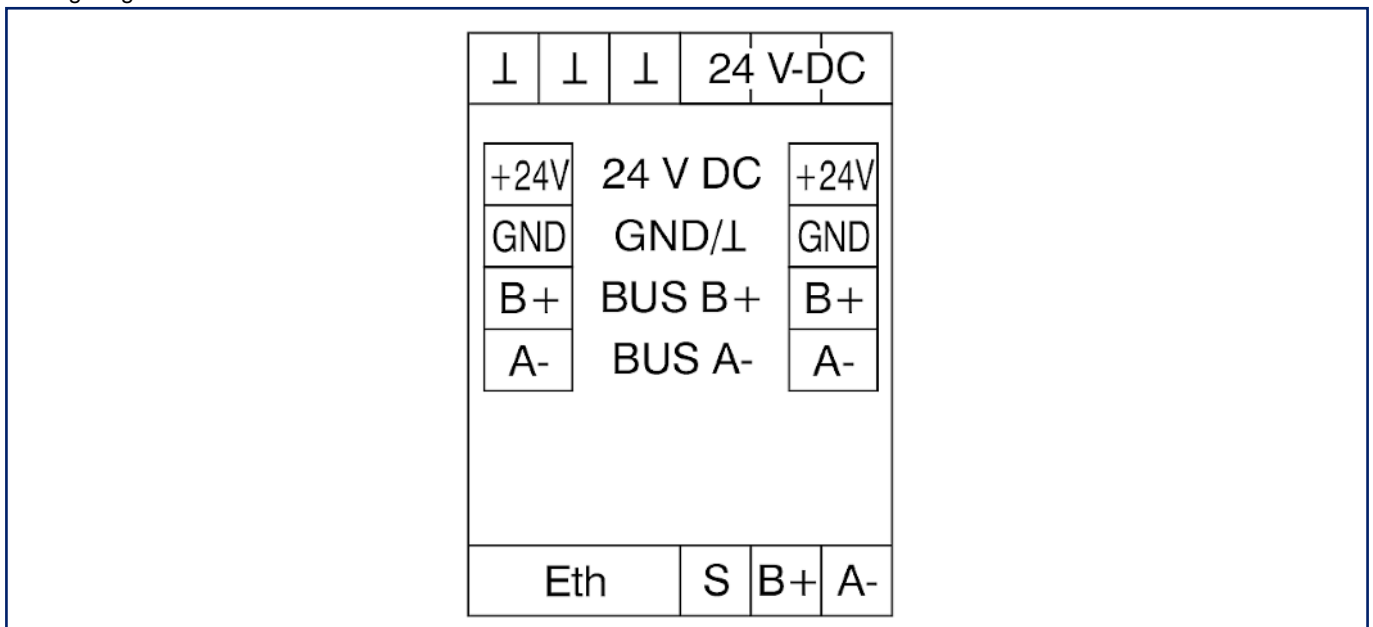 ⊥ ⊥ ⊥ 24 V-DC
+24V 24 V DC +24V
GND GND/⊥ GND
B+ BUS B+ B+
A- BUS A- A-
Eth S B+ A-